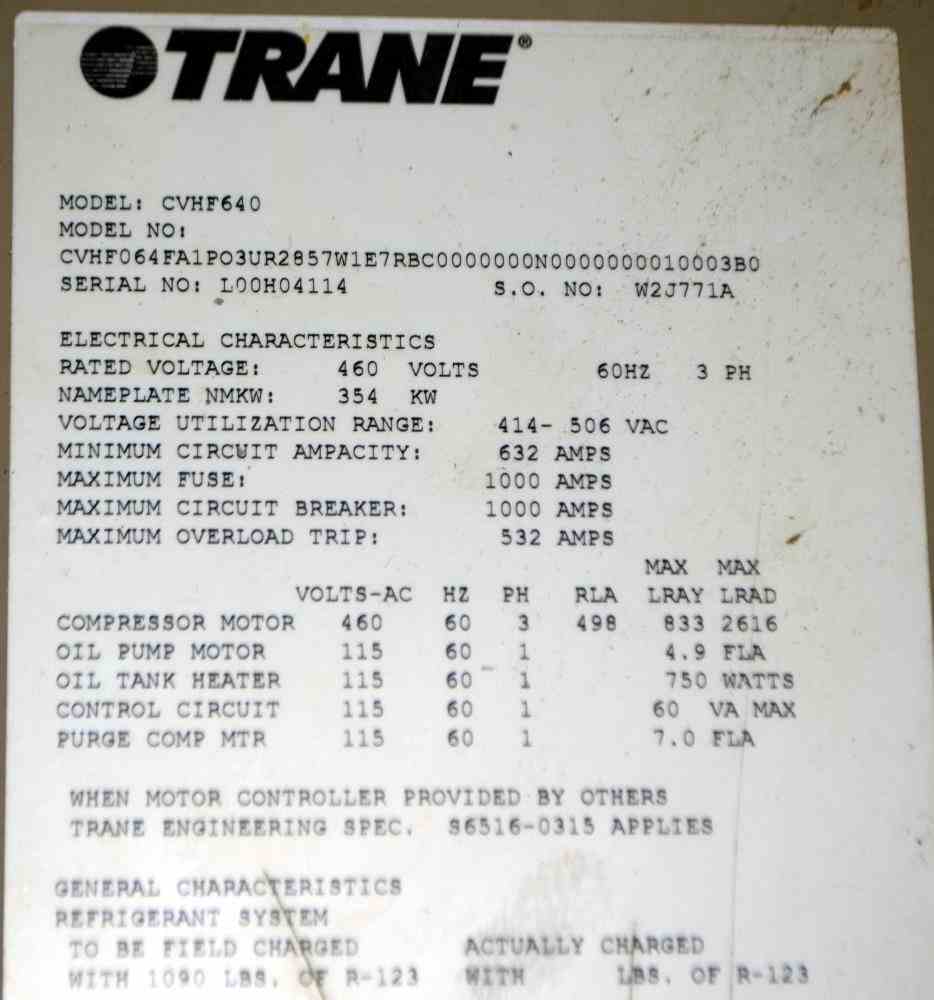 TRANE®
MODEL: CVHF640
MODEL NO:
CVHF064FA1PO3UR2857W1E7RBC0000000N0000000010003B0
SERIAL NO: L00H04114 S.O. NO: W2J771A
ELECTRICAL CHARACTERISTICS
RATED VOLTAGE: 460 VOLTS 60HZ 3 PH
NAMEPLATE NMKW: 354 KW
VOLTAGE UTILIZATION RANGE: 414- 506 VAC
MINIMUM CIRCUIT AMPACITY: 632 AMPS
MAXIMUM FUSE: 1000 AMPS
MAXIMUM CIRCUIT BREAKER: 1000 AMPS
MAXIMUM OVERLOAD TRIP: 532 AMPS
MAX MAX
VOLTS-AC HZ PH RLA LRAY LRAD
COMPRESSOR MOTOR 460 60 3 498 833 2616
OIL PUMP MOTOR 115 60 1 4.9 FLA
OIL TANK HEATER 115 60 1 750 WATTS
CONTROL CIRCUIT 115 60 1 60 VA MAX
PURGE COMP MTR 115 60 1 7.0 FLA
WHEN MOTOR CONTROLLER PROVIDED BY OTHERS
TRANE ENGINEERING SPEC. S6516-0315 APPLIES
GENERAL CHARACTERISTICS
REFRIGERANT SYSTEM
TO BE FIELD CHARGED ACTUALLY CHARGED
WITH 1090 LBS. OF R-123 WITH LBS. OF R-123